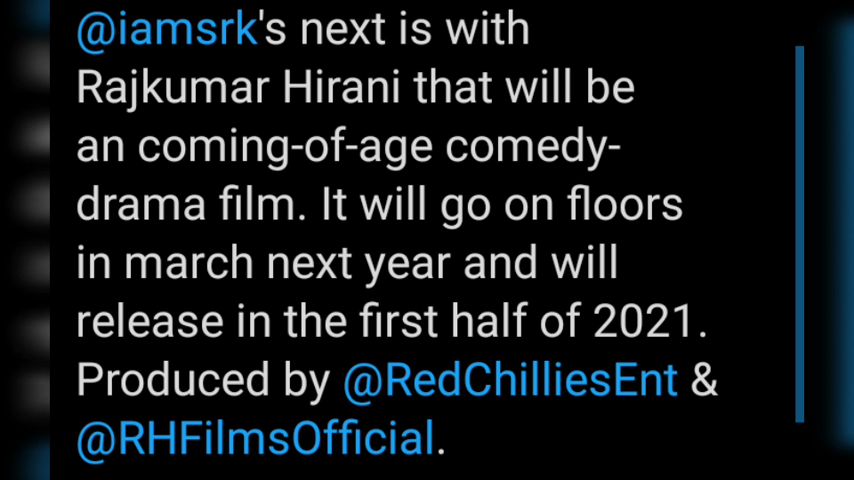 @iamsrk's next is with
Rajkumar Hirani that will be
an coming-of-age comedy-
drama film. It will go on floors
in march next year and will
release in the first half of 2021.
Produced by @RedChilliesEnt &
@RHFilmsOfficial.